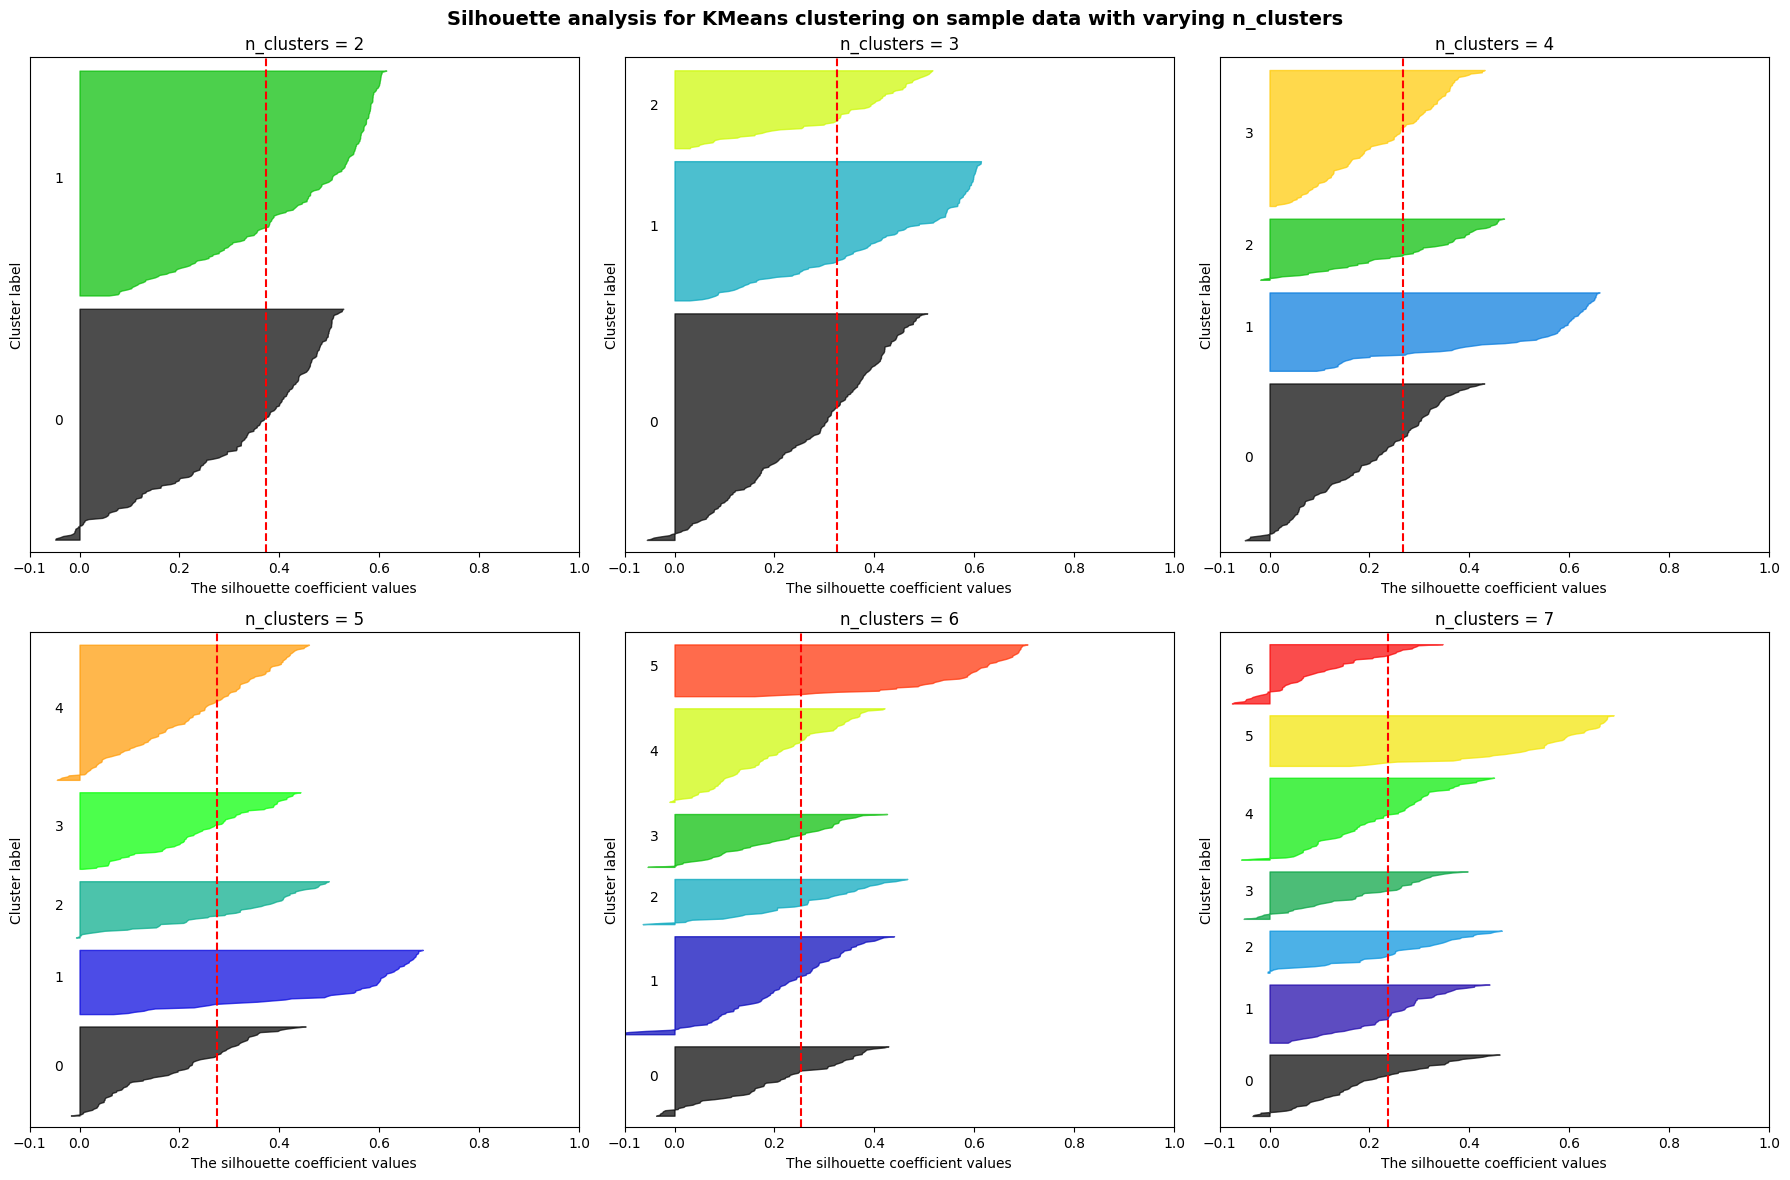 Silhouette analysis for KMeans clustering on sample data with varying n_clusters
n_clusters = 2
Cluster label
1
0
−0.1 0.0 0.2 0.4 0.6 0.8 1.0
The silhouette coefficient values
n_clusters = 3
Cluster label
2
1
0
−0.1 0.0 0.2 0.4 0.6 0.8 1.0
The silhouette coefficient values
n_clusters = 4
Cluster label
3
2
1
0
−0.1 0.0 0.2 0.4 0.6 0.8 1.0
The silhouette coefficient values
n_clusters = 5
Cluster label
4
3
2
1
0
−0.1 0.0 0.2 0.4 0.6 0.8 1.0
The silhouette coefficient values
n_clusters = 6
Cluster label
5
4
3
2
1
0
−0.1 0.0 0.2 0.4 0.6 0.8 1.0
The silhouette coefficient values
n_clusters = 7
Cluster label
6
5
4
3
2
1
0
−0.1 0.0 0.2 0.4 0.6 0.8 1.0
The silhouette coefficient values